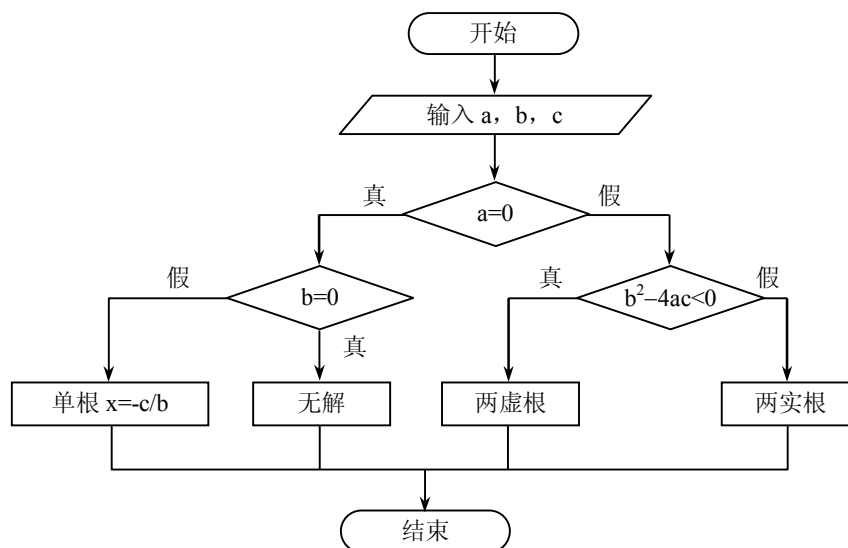 开始
输入 a，b，c
真
假
a=0
假
b=0
真
真
b²−4ac<0
假
单根 x=-c/b
无解
两虚根
两实根
结束